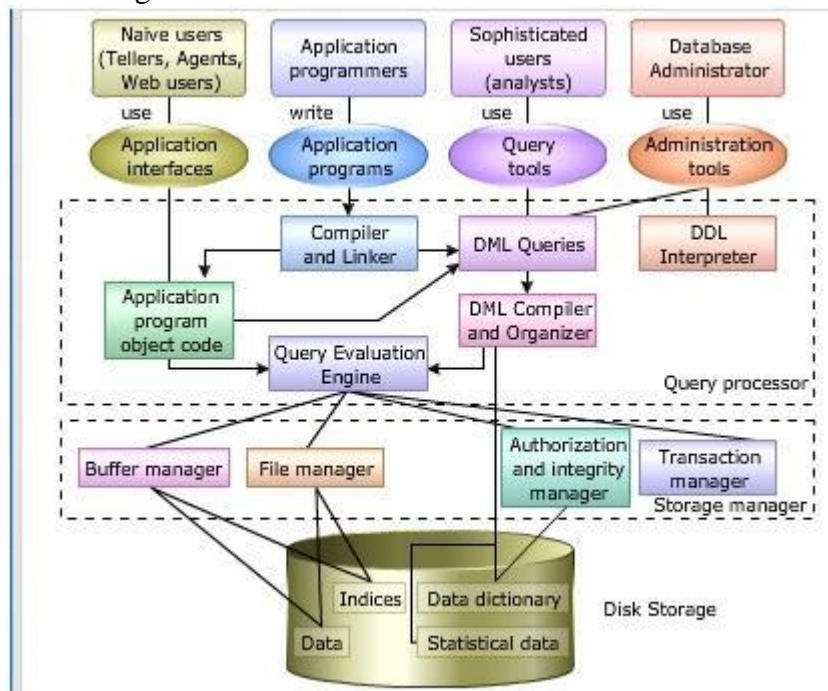 Naive users
(Tellers, Agents,
Web users)
Application
programmers
Sophisticated
users
(analysts)
Database
Administrator
use
write
use
use
Application
interfaces
Application
programs
Query
tools
Administration
tools
Compiler
and Linker
DML Queries
DDL
Interpreter
Application
program
object code
DML Compiler
and Organizer
Query Evaluation
Engine
Query processor
Buffer manager
File manager
Authorization
and integrity
manager
Transaction
manager
Storage manager
Indices
Data dictionary
Disk Storage
Data
Statistical data